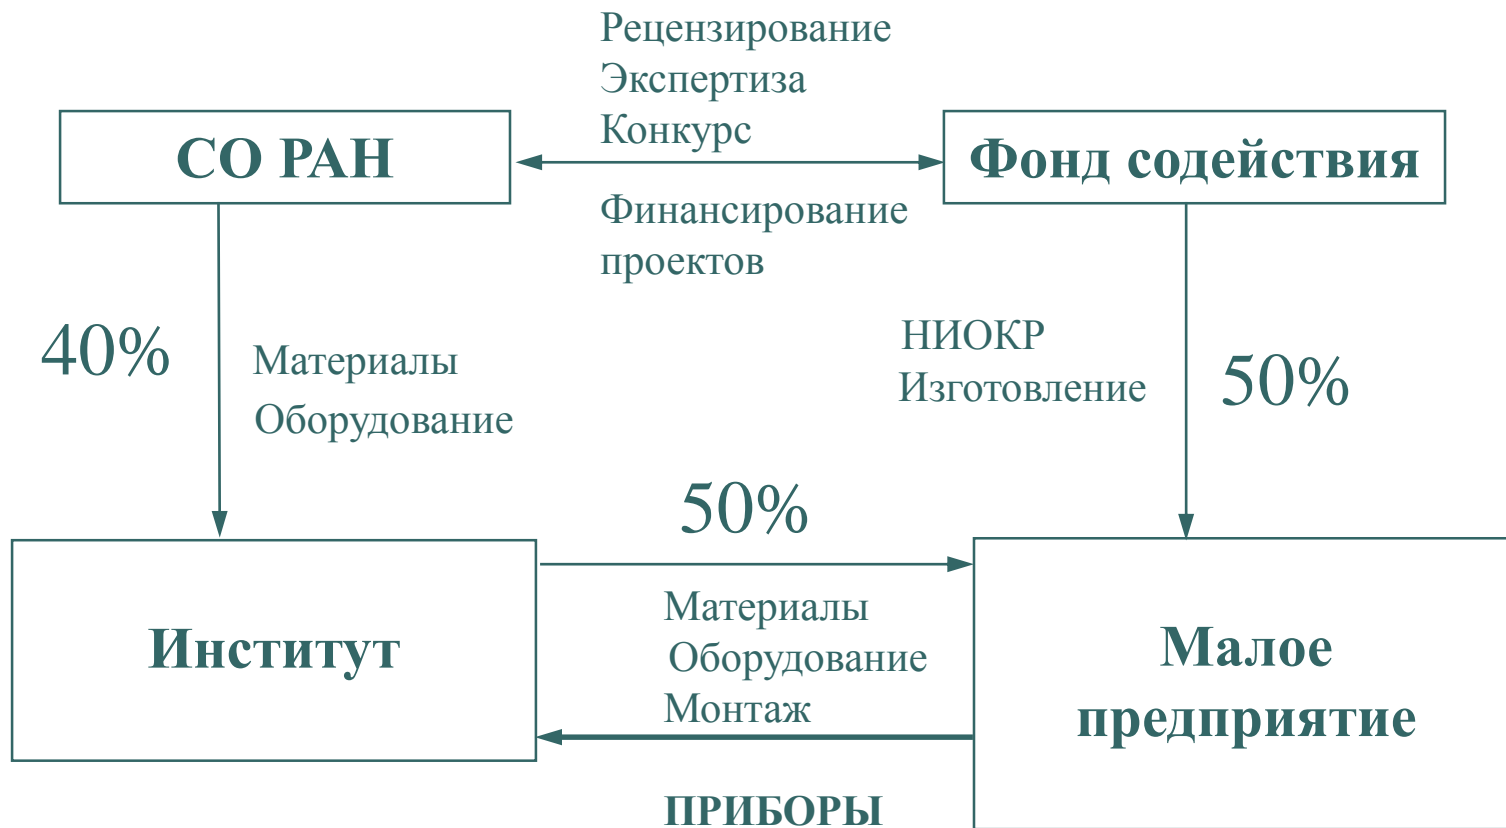 Рецензирование
Экспертиза
Конкурс
СО РАН
Фонд содействия
Финансирование
проектов
40%
Материалы
Оборудование
НИОКР
Изготовление
50%
50%
Институт
Материалы
Оборудование
Монтаж
Малое
предприятие
ПРИБОРЫ